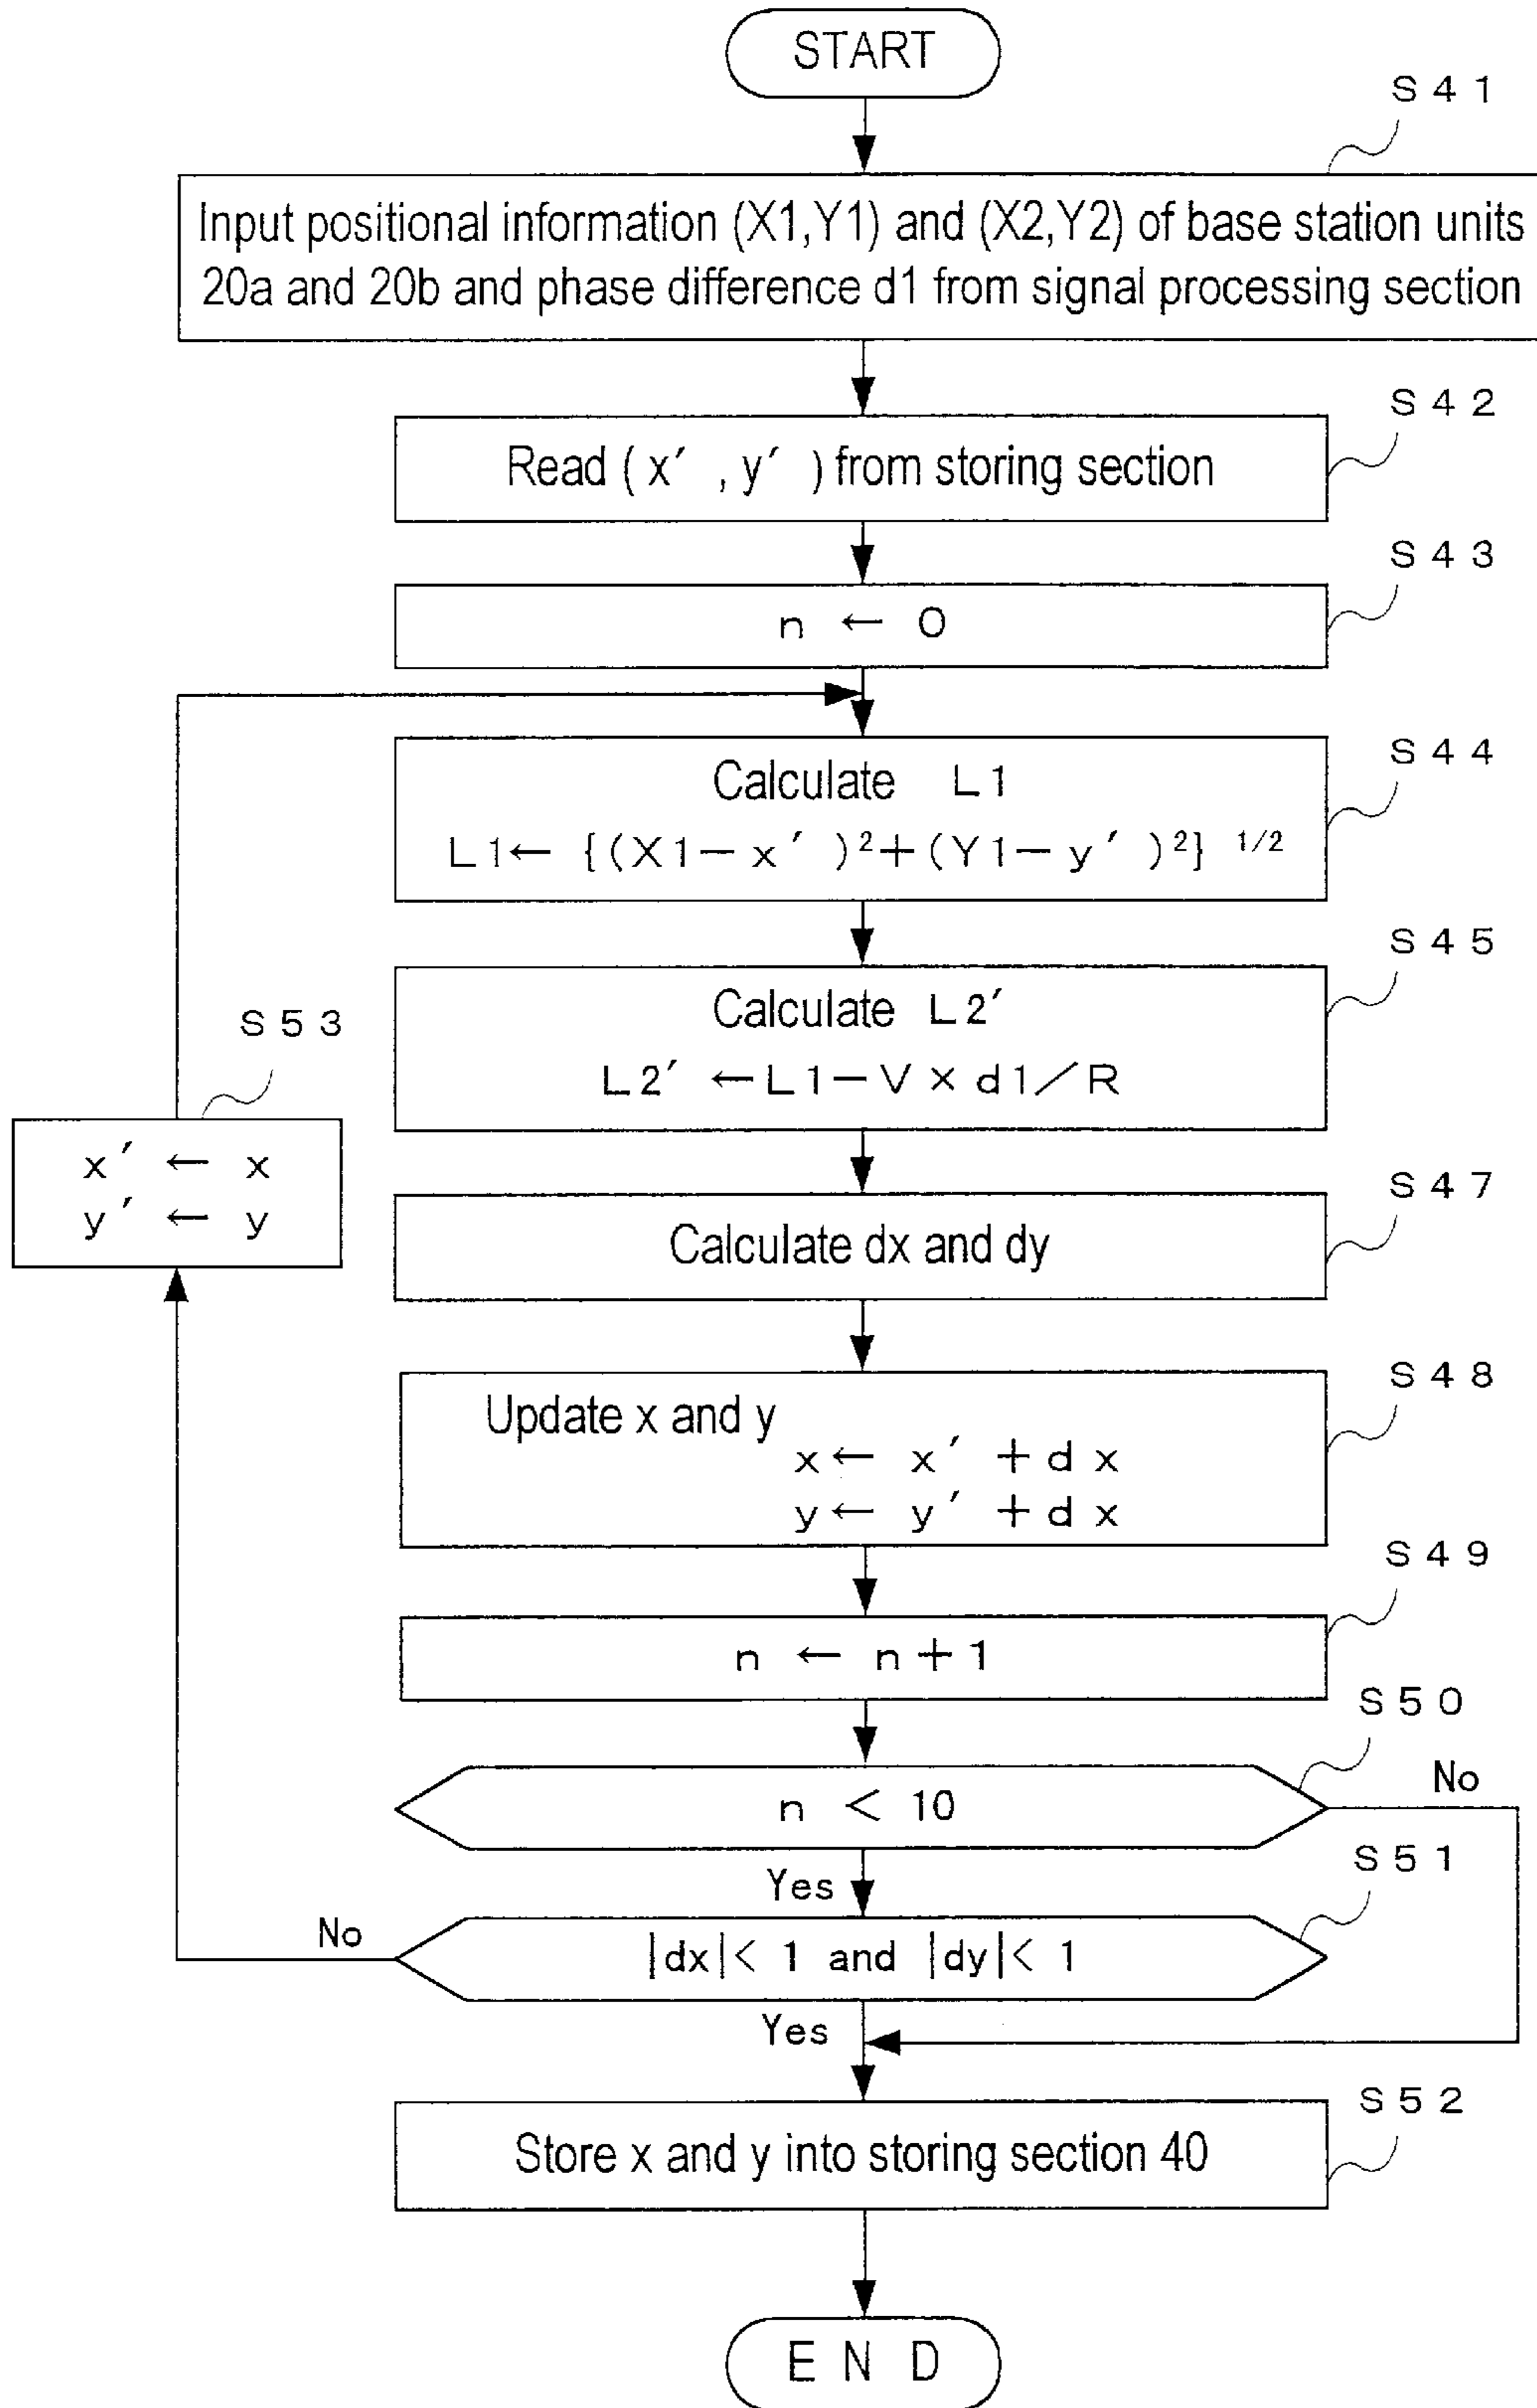 START
S41
Input positional information (X1,Y1) and (X2,Y2) of base station units
20a and 20b and phase difference d1 from signal processing section
S42
Read (x′ , y′ ) from storing section
S43
n ← 0
S44
Calculate L1
L1← {(X1−x′ )²+(Y1−y′ )²} 1/2
S45
Calculate L2′
L2′ ←L1−V×d1/R
S53
x′ ← x
y′ ← y
S47
Calculate dx and dy
S48
Update x and y
x← x′ +dx
y← y′ +dx
S49
n ← n+1
S50
n < 10
No
Yes
S51
|dx|< 1 and |dy|< 1
No
Yes
S52
Store x and y into storing section 40
END